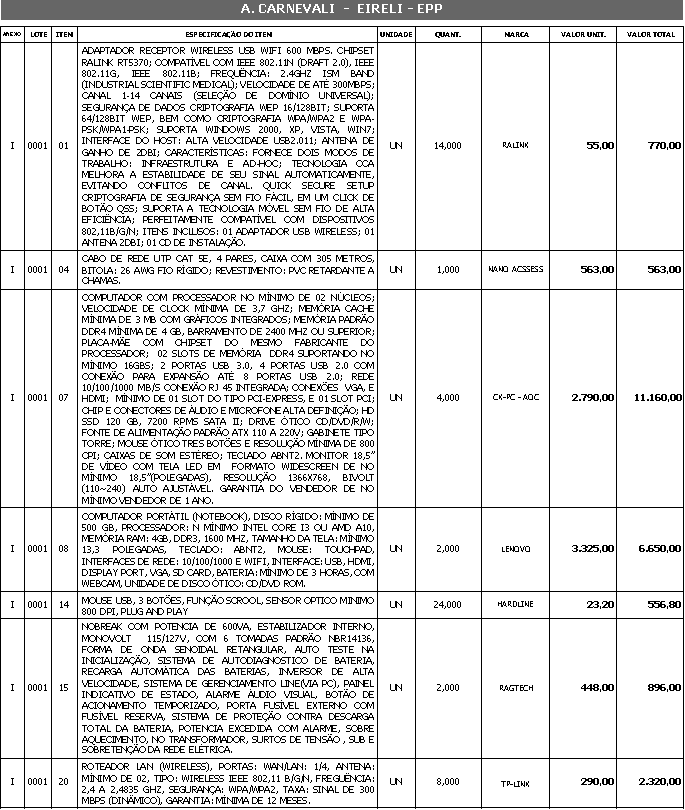 A. CARNEVALI - EIRELI - EPP
ANEXO LOTE ITEM ESPECIFICAÇÃO DO ITEM UNIDADE QUANT. MARCA VALOR UNIT. VALOR TOTAL
ADAPTADOR RECEPTOR WIRELESS USB WIFI 600 MBPS. CHIPSET
RALINK RT5370; COMPATÍVEL COM IEEE 802.11N (DRAFT 2.0), IEEE
802.11G, IEEE 802.11B; FREQUÊNCIA: 2.4GHZ ISM BAND
(INDUSTRIAL SCIENTIFIC MEDICAL); VELOCIDADE DE ATÉ 300MBPS;
CANAL 1-14 CANAIS (SELEÇÃO DE DOMÍNIO UNIVERSAL);
SEGURANÇA DE DADOS CRIPTOGRAFIA WEP 16/128BIT; SUPORTA
64/128BIT WEP, BEM COMO CRIPTOGRAFIA WPA/WPA2 E WPA-
PSK/WPA1PSK; SUPORTA WINDOWS 2000, XP, VISTA, WIN7;
INTERFACE DO HOST: ALTA VELOCIDADE USB2.011; ANTENA DE
GANHO DE 2DBI; CARACTERÍSTICAS: FORNECE DOIS MODOS DE
I 0001 01 TRABALHO: INFRAESTRUTURA E AD-HOC; TECNOLOGIA CCA UN 14,000 RALINK 55,00 770,00
MELHORA A ESTABILIDADE DE SEU SINAL AUTOMATICAMENTE,
EVITANDO CONFLITOS DE CANAL. QUICK SECURE SETUP
CRIPTOGRAFIA DE SEGURANÇA SEM FIO FÁCIL, EM UM CLICK DE
BOTÃO QSS; SUPORTA A TECNOLOGIA MÓVEL SEM FIO DE ALTA
EFICIÊNCIA; PERFEITAMENTE COMPATÍVEL COM DISPOSITIVOS
802,11B/G/N; ITENS INCLUSOS: 01 ADAPTADOR USB WIRELESS; 01
ANTENA 2DBI; 01 CD DE INSTALAÇÃO.
CABO DE REDE UTP CAT 5E, 4 PARES, CAIXA COM 305 METROS,
I 0001 04 BITOLA: 26 AWG FIO RÍGIDO; REVESTIMENTO: PVC RETARDANTE A UN 1,000 NANO ACSSESS 563,00 563,00
CHAMAS.
COMPUTADOR COM PROCESSADOR NO MÍNIMO DE 02 NÚCLEOS;
VELOCIDADE DE CLOCK MÍNIMA DE 3,7 GHZ; MEMÓRIA CACHE
MÍNIMA DE 3 MB COM GRÁFICOS INTEGRADOS; MEMÓRIA PADRÃO
DDR4 MÍNIMA DE 4 GB, BARRAMENTO DE 2400 MHZ OU SUPERIOR;
PLACA-MÃE COM CHIPSET DO MESMO FABRICANTE DO
PROCESSADOR; 02 SLOTS DE MEMÓRIA DDR4 SUPORTANDO NO
MÍNIMO 16GBS; 2 PORTAS USB 3.0, 4 PORTAS USB 2.0 COM
CONEXÃO PARA EXPANSÃO ATÉ 8 PORTAS USB 2.0; REDE
10/100/1000 MB/S CONEXÃO RJ 45 INTEGRADA; CONEXÕES VGA, E
I 0001 07 HDMI; MÍNIMO DE 01 SLOT DO TIPO PCI-EXPRESS, E 01 SLOT PCI; UN 4,000 CK-PC - AOC 2.790,00 11.160,00
CHIP E CONECTORES DE ÁUDIO E MICROFONE ALTA DEFINIÇÃO; HD
SSD 120 GB, 7200 RPMS SATA II; DRIVE ÓTICO CD/DVD/R/W;
FONTE DE ALIMENTAÇÃO PADRÃO ATX 110 A 220V; GABINETE TIPO
TORRE; MOUSE ÓTICO TRES BOTÕES E RESOLUÇÃO MÍNIMA DE 800
CPI; CAIXAS DE SOM ESTÉREO; TECLADO ABNT2. MONITOR 18,5"
DE VÍDEO COM TELA LED EM FORMATO WIDESCREEN DE NO
MÍNIMO 18,5"(POLEGADAS), RESOLUÇÃO 1366X768, BIVOLT
(110~240) AUTO AJUSTÁVEL. GARANTIA DO VENDEDOR DE NO
MÍNIMO VENDEDOR DE 1 ANO.
COMPUTADOR PORTÁTIL (NOTEBOOK), DISCO RÍGIDO: MÍNIMO DE
500 GB, PROCESSADOR: N MÍNIMO INTEL CORE I3 OU AMD A10,
MEMÓRIA RAM: 4GB, DDR3, 1600 MHZ, TAMANHO DA TELA: MÍNIMO
I 0001 08 13,3 POLEGADAS, TECLADO: ABNT2, MOUSE: TOUCHPAD, UN 2,000 LENOVO 3.325,00 6.650,00
INTERFACES DE REDE: 10/100/1000 E WIFI, INTERFACE: USB, HDMI,
DISPLAY PORT, VGA, SD CARD, BATERIA: MÍNIMO DE 3 HORAS, COM
WEBCAM, UNIDADE DE DISCO ÓTICO: CD/DVD ROM.
I 0001 14 MOUSE USB, 3 BOTÕES, FUNÇÃO SCROOL, SENSOR OPTICO MINIMO UN 24,000 HARDLINE 23,20 556,80
800 DPI, PLUG AND PLAY
NOBREAK COM POTENCIA DE 600VA, ESTABILIZADOR INTERNO,
MONOVOLT 115/127V, COM 6 TOMADAS PADRÃO NBR14136,
FORMA DE ONDA SENOIDAL RETANGULAR, AUTO TESTE NA
INICIALIZAÇÃO, SISTEMA DE AUTODIAGNOSTICO DE BATERIA,
RECARGA AUTOMÁTICA DAS BATERIAS, INVERSOR DE ALTA
I 0001 15 VELOCIDADE, SISTEMA DE GERENCIAMENTO LINE(VIA PC), PAINEL UN 2,000 RAGTECH 448,00 896,00
INDICATIVO DE ESTADO, ALARME ÁUDIO VISUAL, BOTÃO DE
ACIONAMENTO TEMPORIZADO, PORTA FUSÍVEL EXTERNO COM
FUSÍVEL RESERVA, SISTEMA DE PROTEÇÃO CONTRA DESCARGA
TOTAL DA BATERIA, POTENCIA EXCEDIDA COM ALARME, SOBRE
AQUECIMENTO, NO TRANSFORMADOR, SURTOS DE TENSÃO , SUB E
SOBRETENÇÃO DA REDE ELÉTRICA.
ROTEADOR LAN (WIRELESS), PORTAS: WAN/LAN: 1/4, ANTENA:
I 0001 20 MÍNIMO DE 02, TIPO: WIRELESS IEEE 802,11 B/G/N, FREGUÊNCIA: UN 8,000 TP-LINK 290,00 2.320,00
2,4 A 2,4835 GHZ, SEGURANÇA: WPA/WPA2, TAXA: SINAL DE 300
MBPS (DINÂMICO), GARANTIA: MÍNIMA DE 12 MESES.